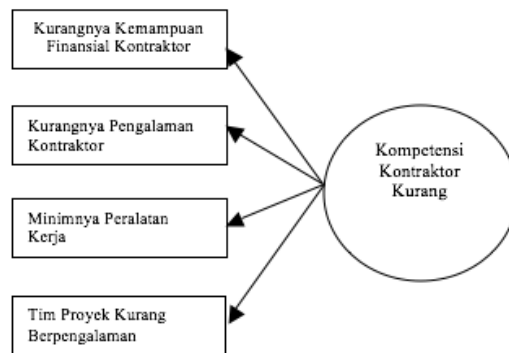 Kurangnya Kemampuan
Finansial Kontraktor
Kurangnya Pengalaman
Kontraktor
Minimnya Peralatan
Kerja
Tim Proyek Kurang
Berpengalaman
Kompetensi
Kontraktor
Kurang